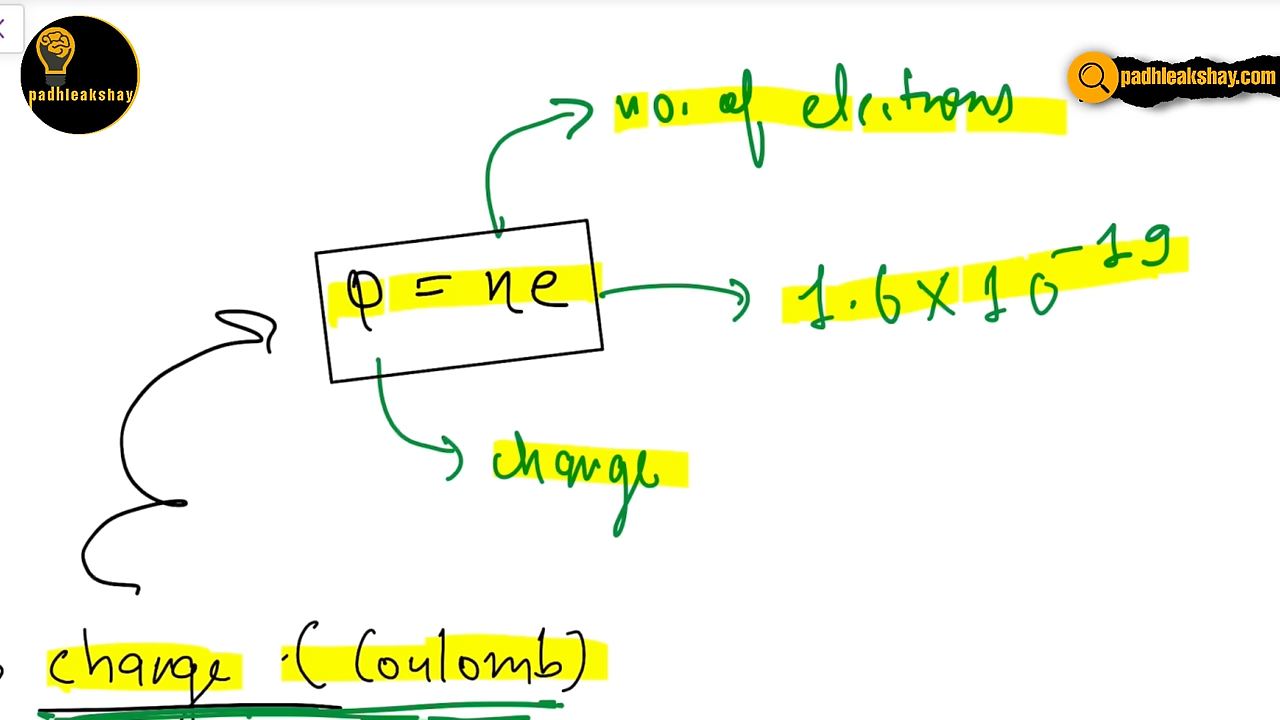 padhleakshay
padhleakshay.com
no. of electrons
Q = ne
1.6 X 10⁻¹⁹
charge
charge (Coulomb)